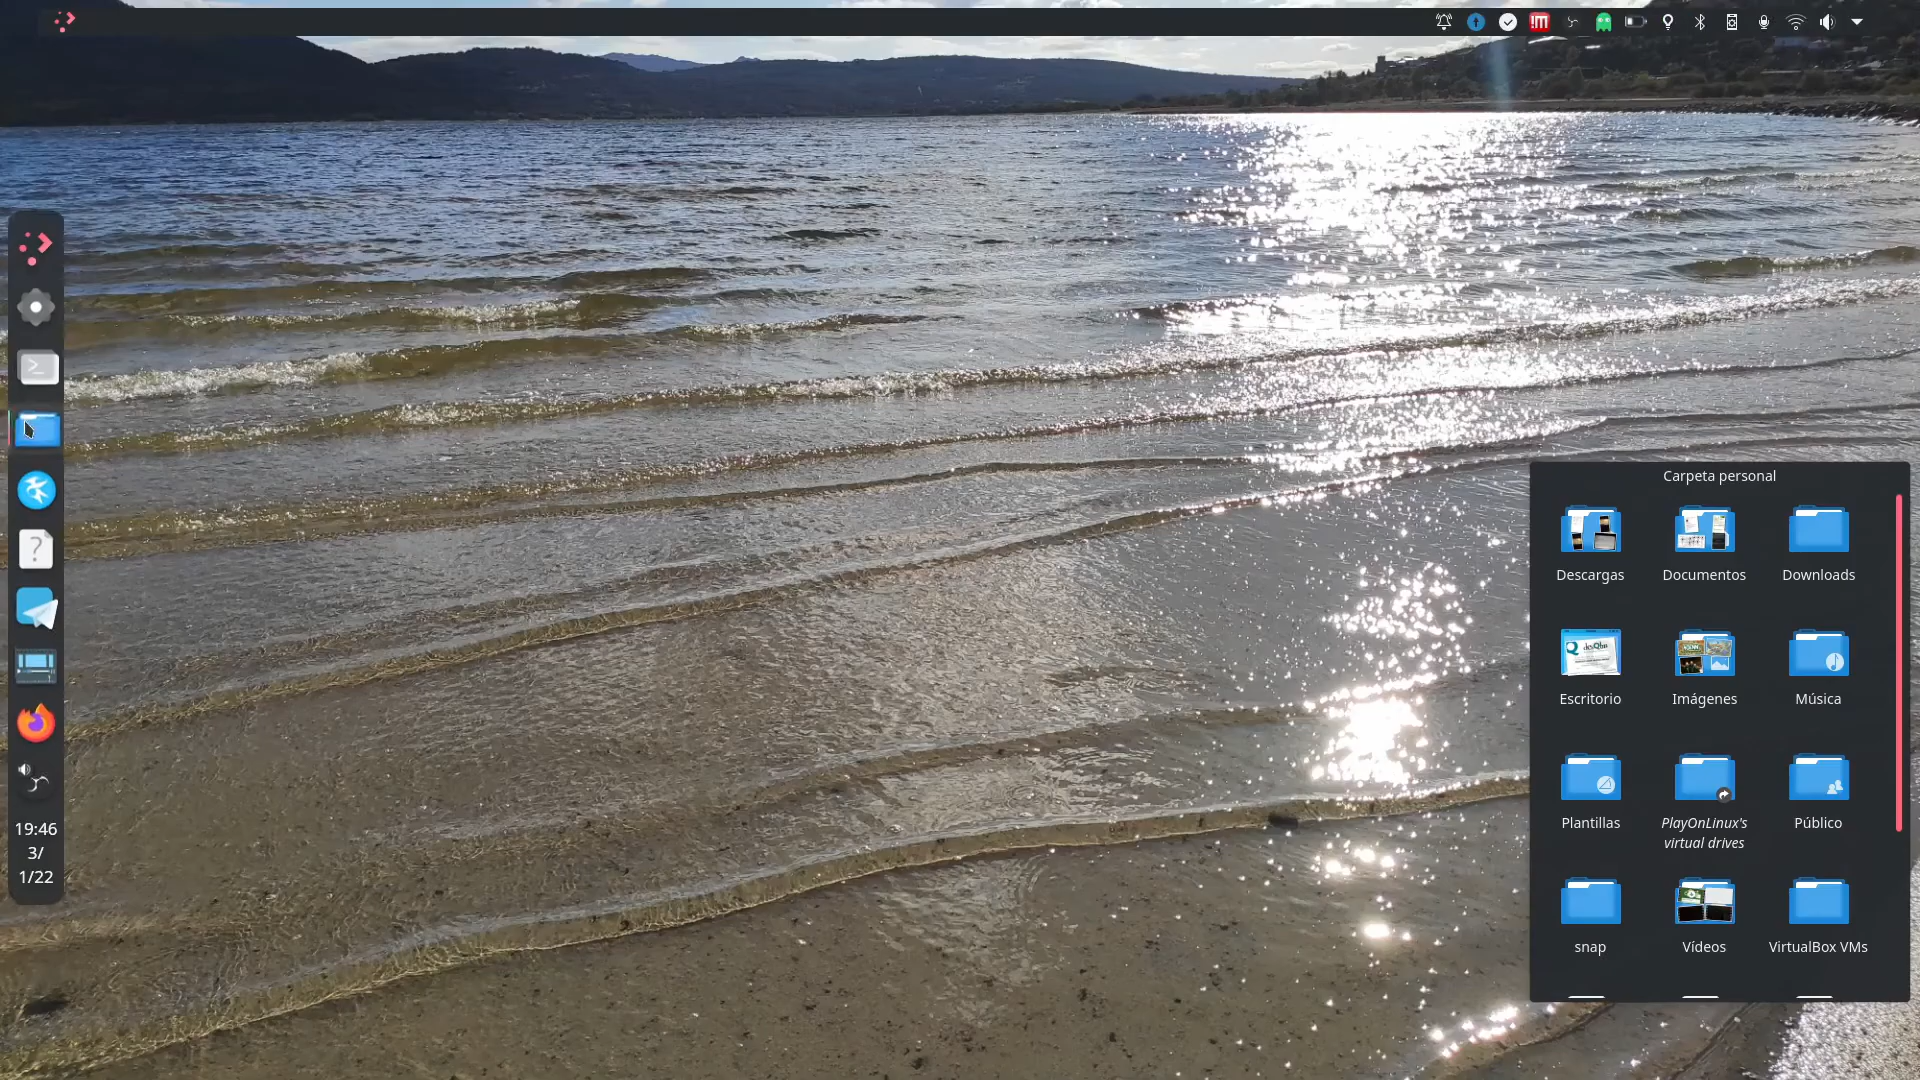 !m
>_
?
19:46
3/
1/22
Carpeta personal
Descargas
Documentos
Downloads
Escritorio
Imágenes
Música
Plantillas
PlayOnLinux's
virtual drives
Público
snap
Vídeos
VirtualBox VMs